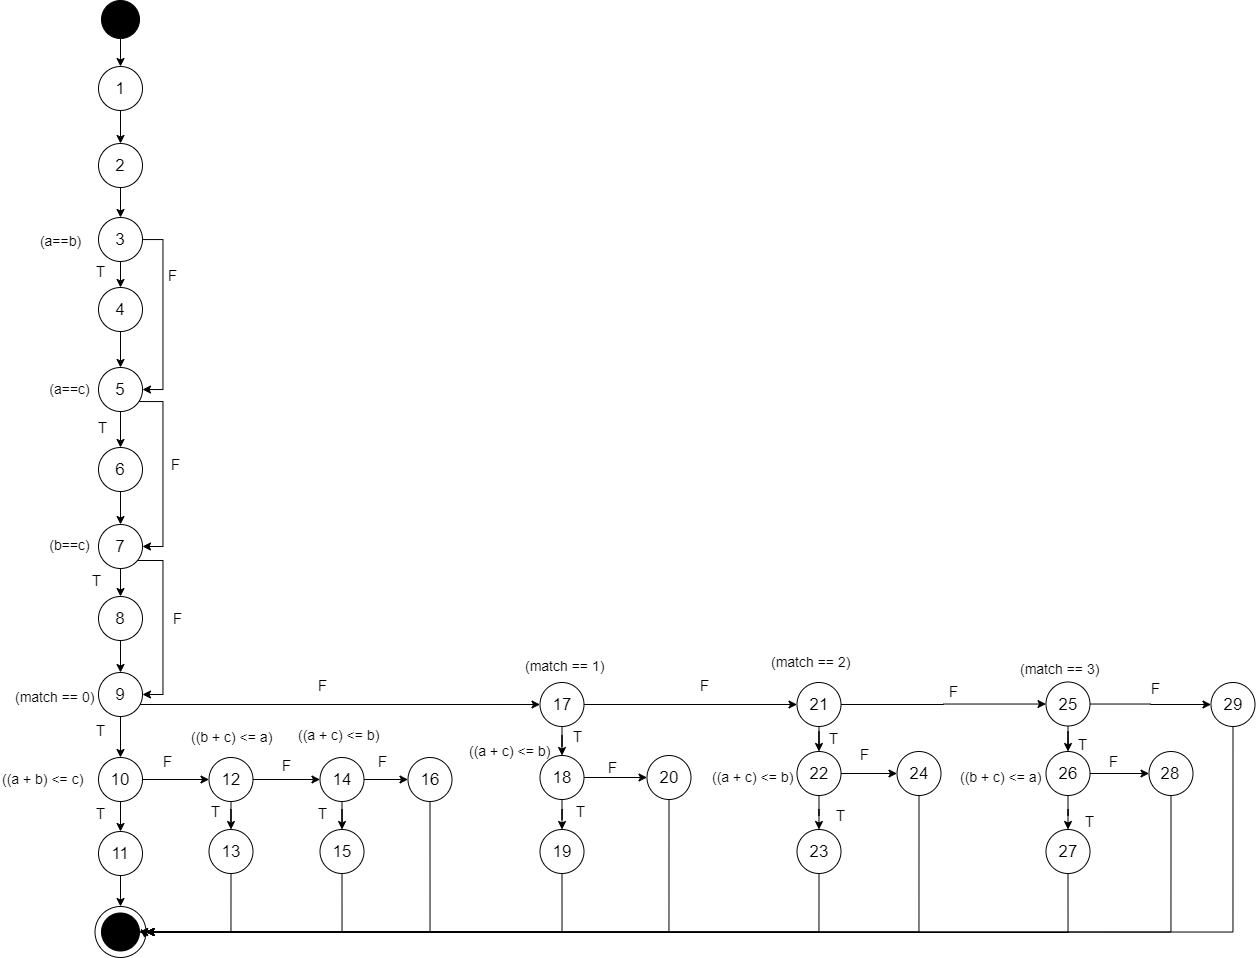 1
2
(a==b)
3
T
F
4
(a==c)
5
T
F
6
(b==c)
7
T
F
8
(match == 0)
9
F
(match == 1)
17
F
(match == 2)
21
F
(match == 3)
25
F
29
T
T
T
T
((a + b) <= c)
10
F
((b + c) <= a)
12
F
((a + c) <= b)
14
F
16
((a + c) <= b)
18
F
20
((a + c) <= b)
22
F
24
((b + c) <= a)
26
F
28
T
T
T
T
T
T
11
13
15
19
23
27